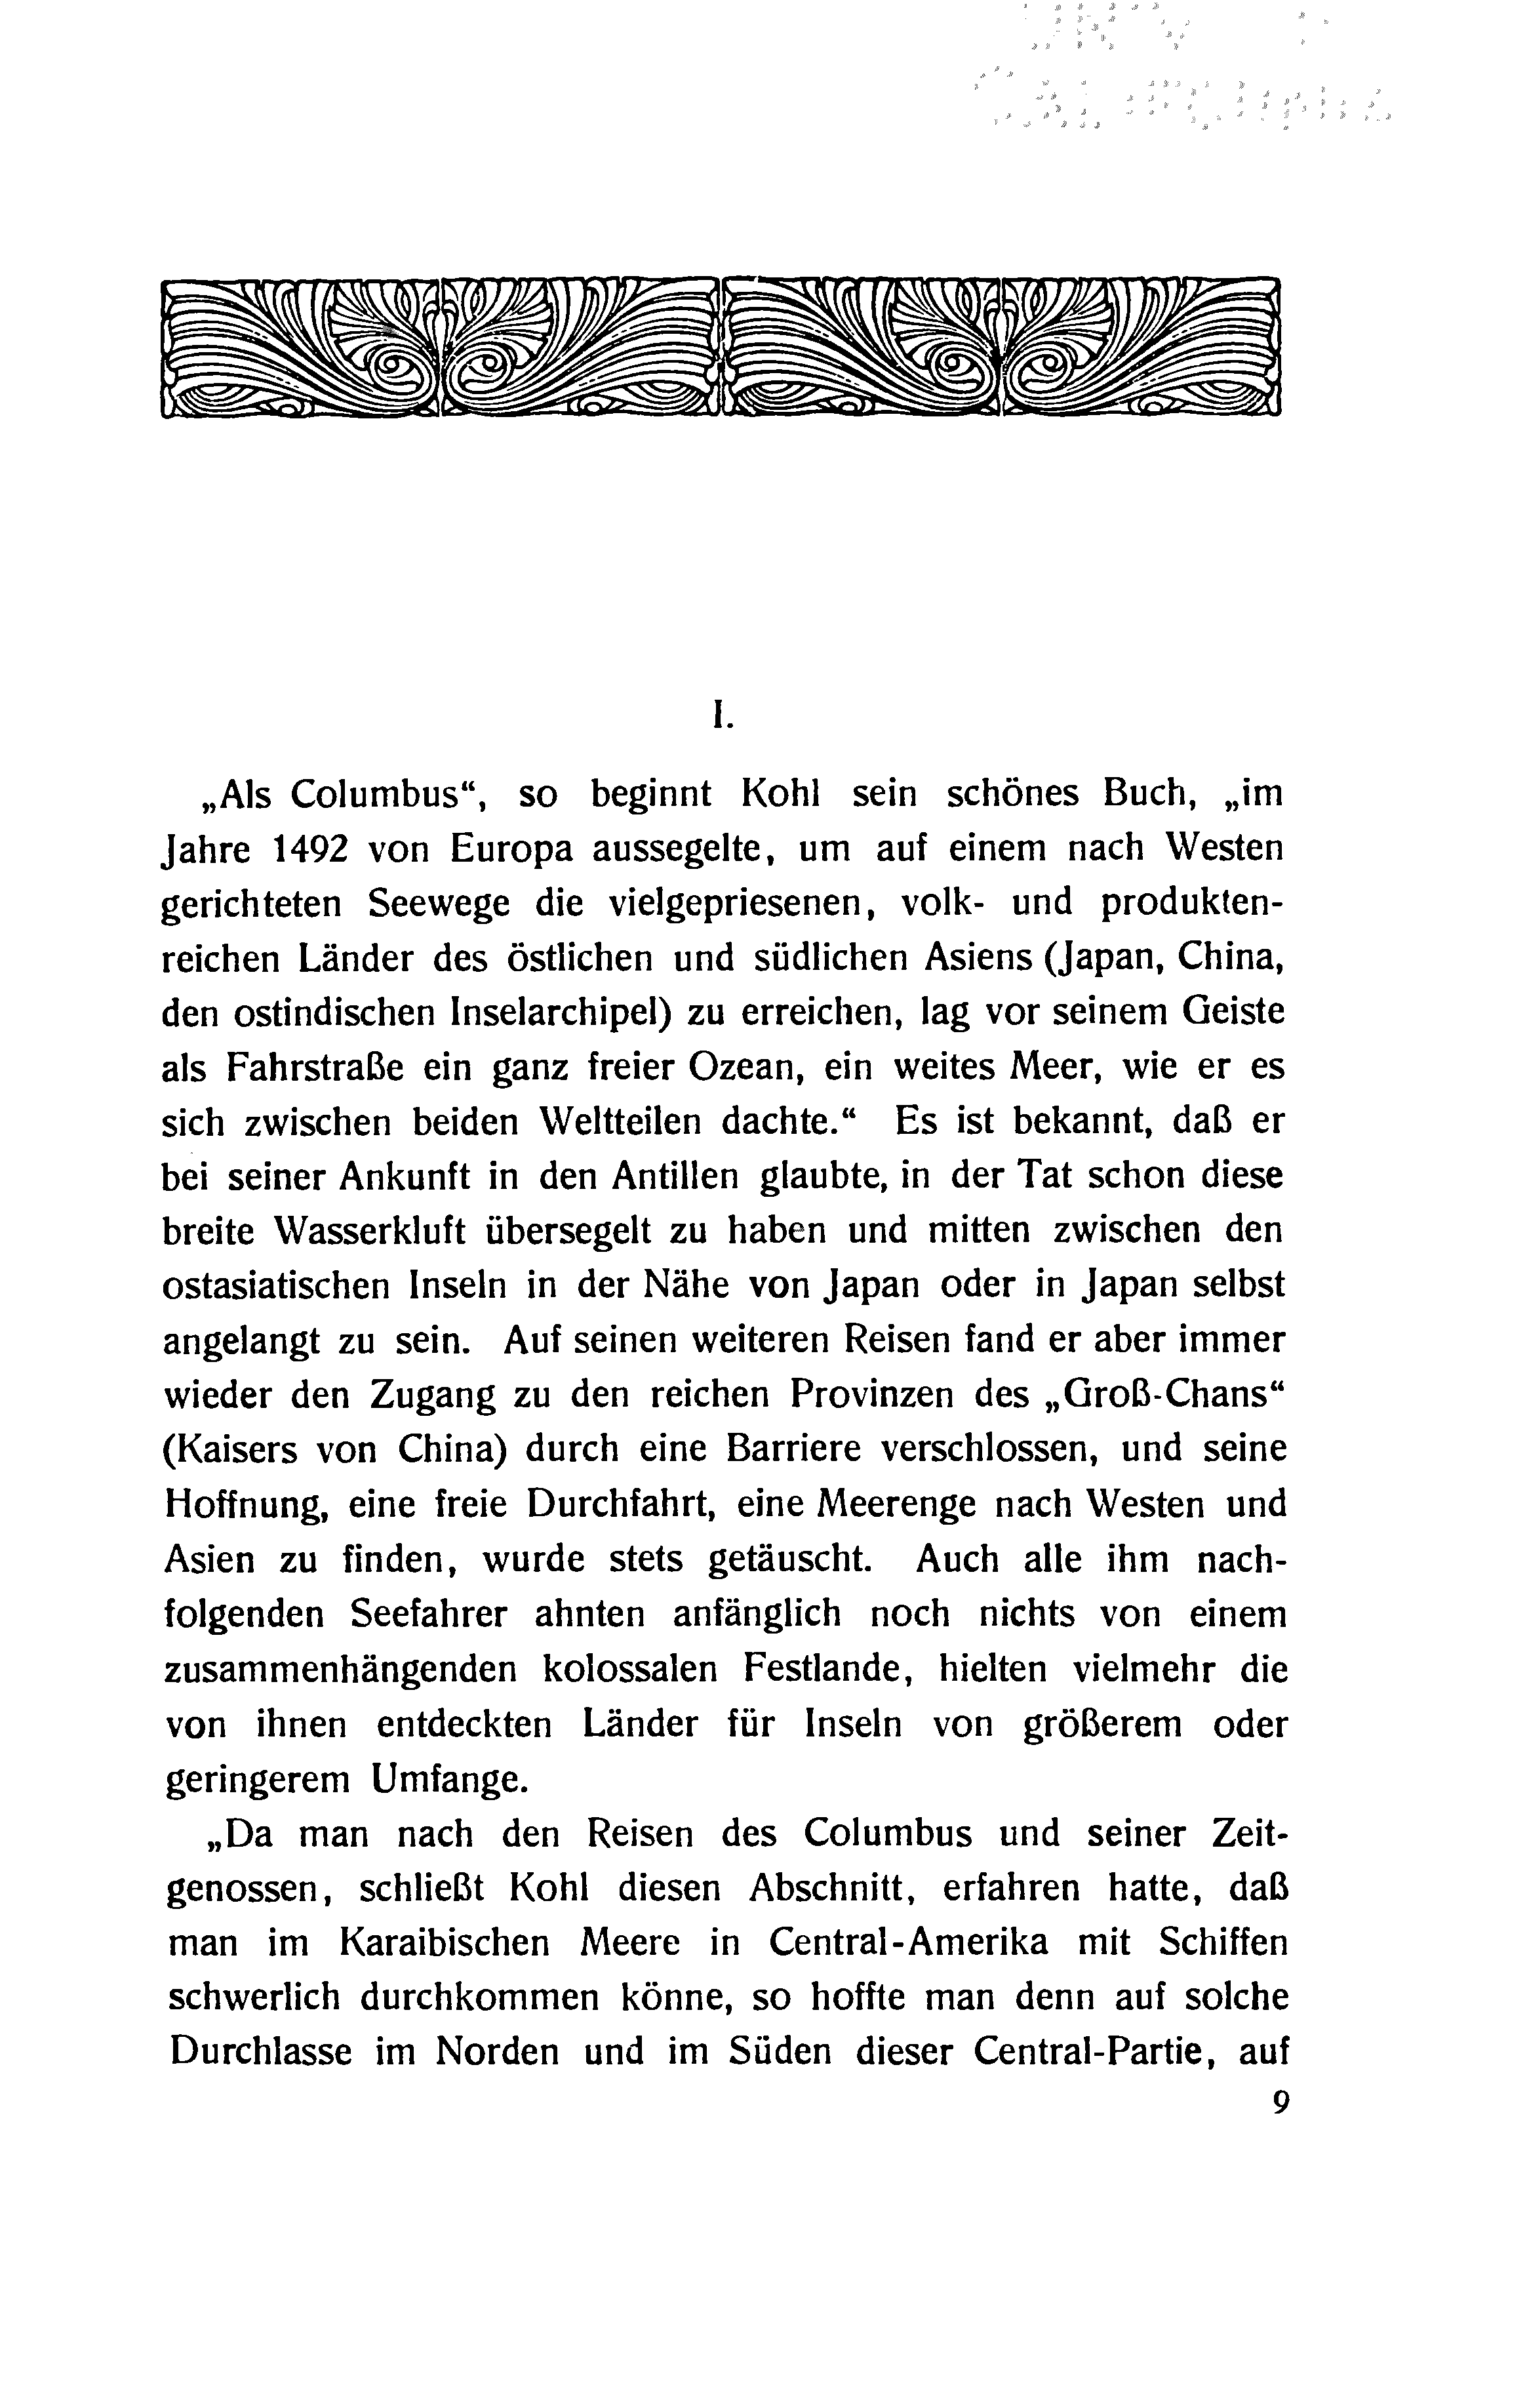 I.
„Als Columbus“, so beginnt Kohl sein schönes Buch, „im
Jahre 1492 von Europa aussegelte, um auf einem nach Westen
gerichteten Seewege die vielgepriesenen, volk- und produkten-
reichen Länder des östlichen und südlichen Asiens (Japan, China,
den ostindischen Inselarchipel) zu erreichen, lag vor seinem Geiste
als Fahrstraße ein ganz freier Ozean, ein weites Meer, wie er es
sich zwischen beiden Weltteilen dachte.“ Es ist bekannt, daß er
bei seiner Ankunft in den Antillen glaubte, in der Tat schon diese
breite Wasserkluft übersegelt zu haben und mitten zwischen den
ostasiatischen Inseln in der Nähe von Japan oder in Japan selbst
angelangt zu sein. Auf seinen weiteren Reisen fand er aber immer
wieder den Zugang zu den reichen Provinzen des „Groß-Chans“
(Kaisers von China) durch eine Barriere verschlossen, und seine
Hoffnung, eine freie Durchfahrt, eine Meerenge nach Westen und
Asien zu finden, wurde stets getäuscht. Auch alle ihm nach-
folgenden Seefahrer ahnten anfänglich noch nichts von einem
zusammenhängenden kolossalen Festlande, hielten vielmehr die
von ihnen entdeckten Länder für Inseln von größerem oder
geringerem Umfange.
„Da man nach den Reisen des Columbus und seiner Zeit-
genossen, schließt Kohl diesen Abschnitt, erfahren hatte, daß
man im Karaibischen Meere in Central-Amerika mit Schiffen
schwerlich durchkommen könne, so hoffte man denn auf solche
Durchlasse im Norden und im Süden dieser Central-Partie, auf
9